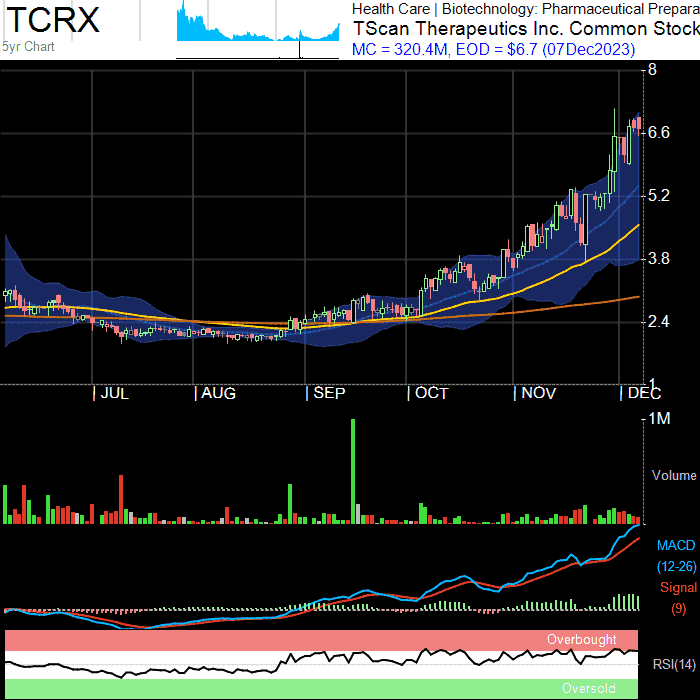 TCRX
5yr Chart
Health Care | Biotechnology: Pharmaceutical Prepara
TScan Therapeutics Inc. Common Stock
MC = 320.4M, EOD = $6.7 (07Dec2023)
8
6.6
5.2
3.8
2.4
1
JUL
AUG
SEP
OCT
NOV
DEC
1M
Volume
MACD
(12-26)
Signal
(9)
Overbought
RSI(14)
Oversold